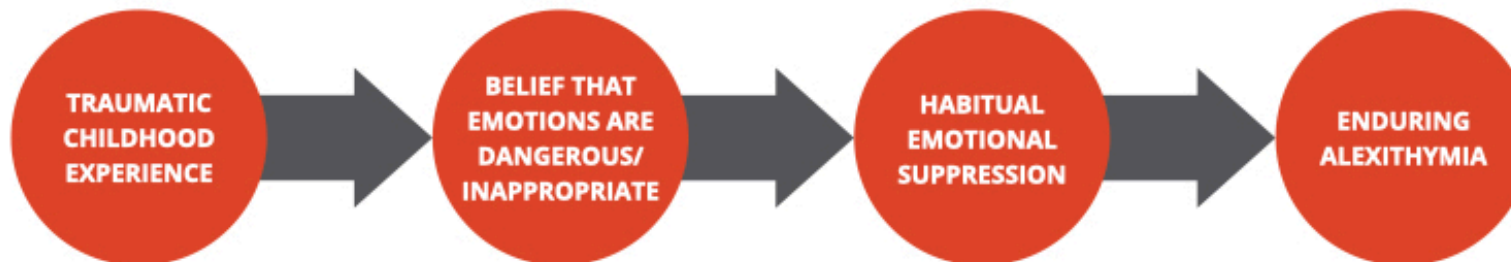 TRAUMATIC
CHILDHOOD
EXPERIENCE
BELIEF THAT
EMOTIONS ARE
DANGEROUS/
INAPPROPRIATE
HABITUAL
EMOTIONAL
SUPPRESSION
ENDURING
ALEXITHYMIA